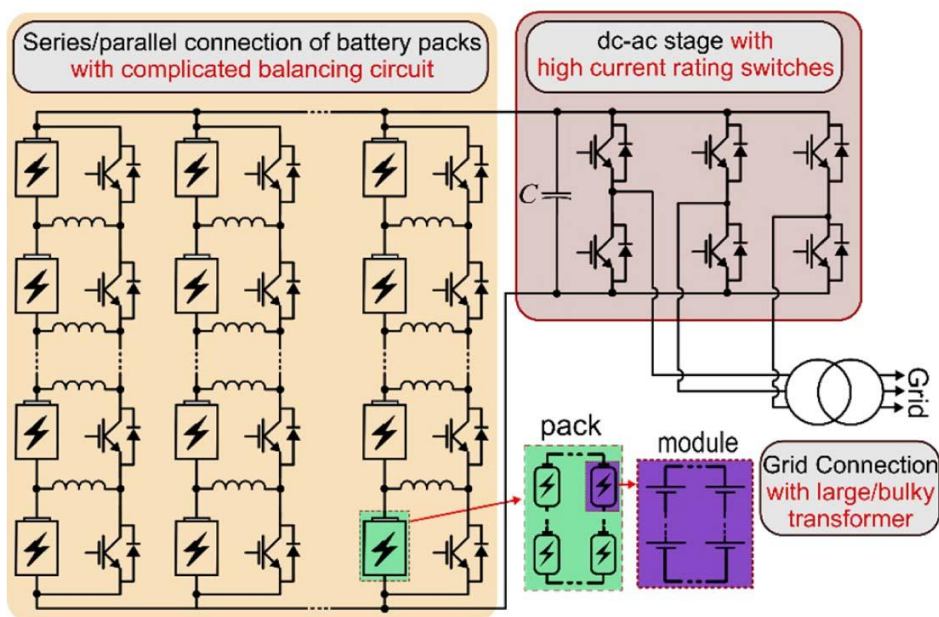 Series/parallel connection of battery packs
with complicated balancing circuit
dc-ac stage with
high current rating switches
C
Grid
pack
module
Grid Connection
with large/bulky
transformer